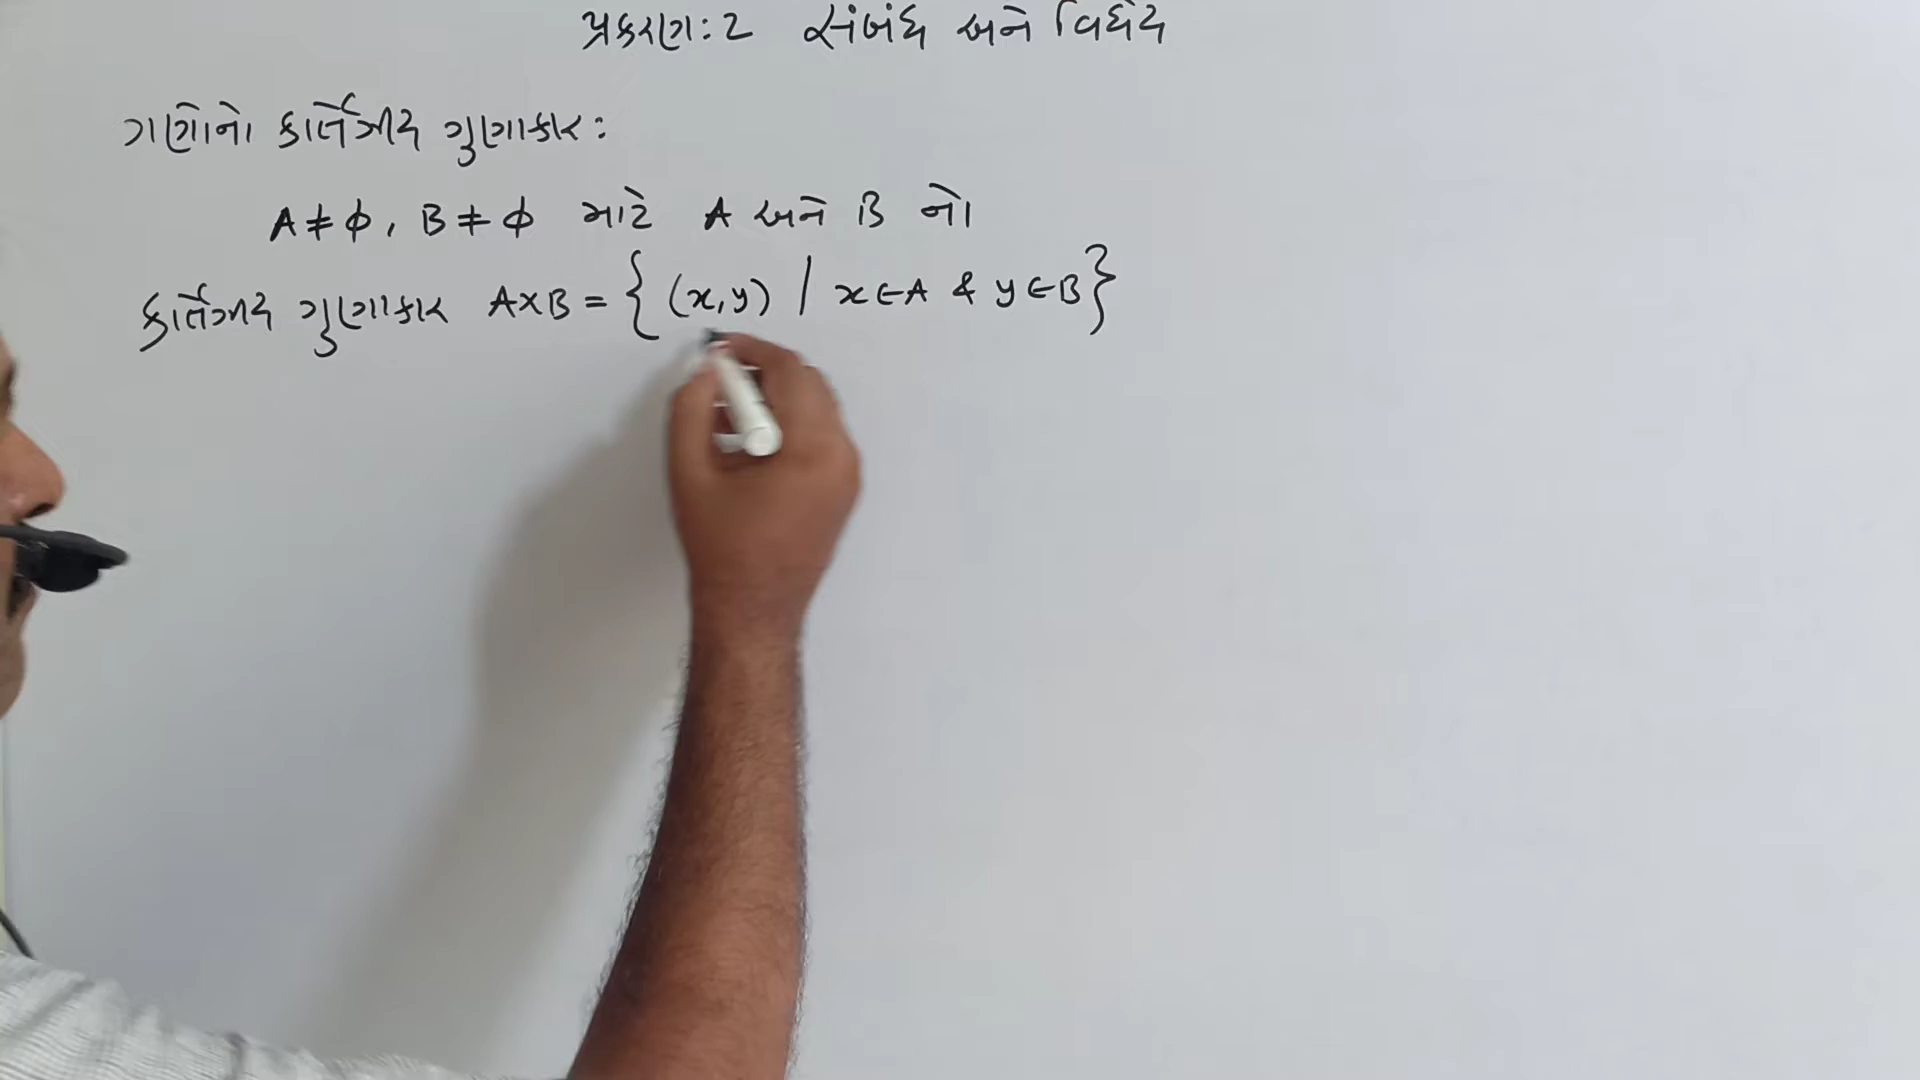 પ્રકરણ: 2 સંબંધ અને વિધેય
ગણોનો કાર્તેઝીય ગુણાકાર:
A ≠ ϕ, B ≠ ϕ માટે A અને B નો
કાર્તેઝીય ગુણાકાર A×B = { (x,y) / x∈A & y∈B }